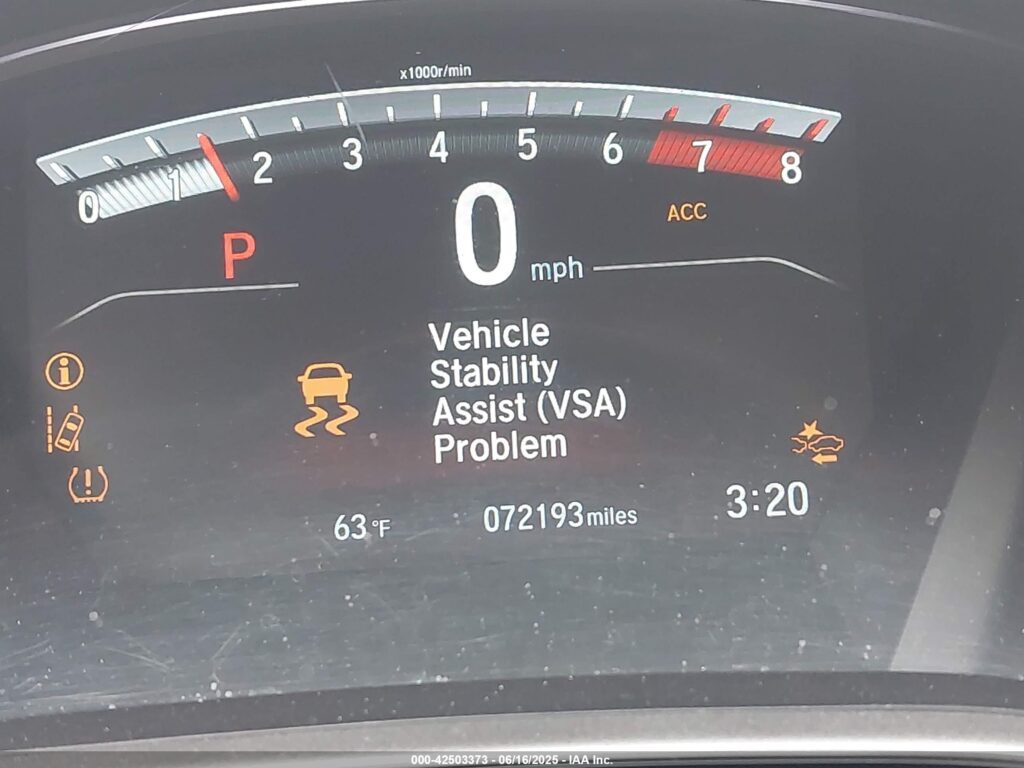 x1000r/min
0 1 2 3 4 5 6 7 8
P
0 mph
ACC
Vehicle
Stability
Assist (VSA)
Problem
63°F
072193miles
3:20
000-42503373 - 06/16/2025 - IAA Inc.